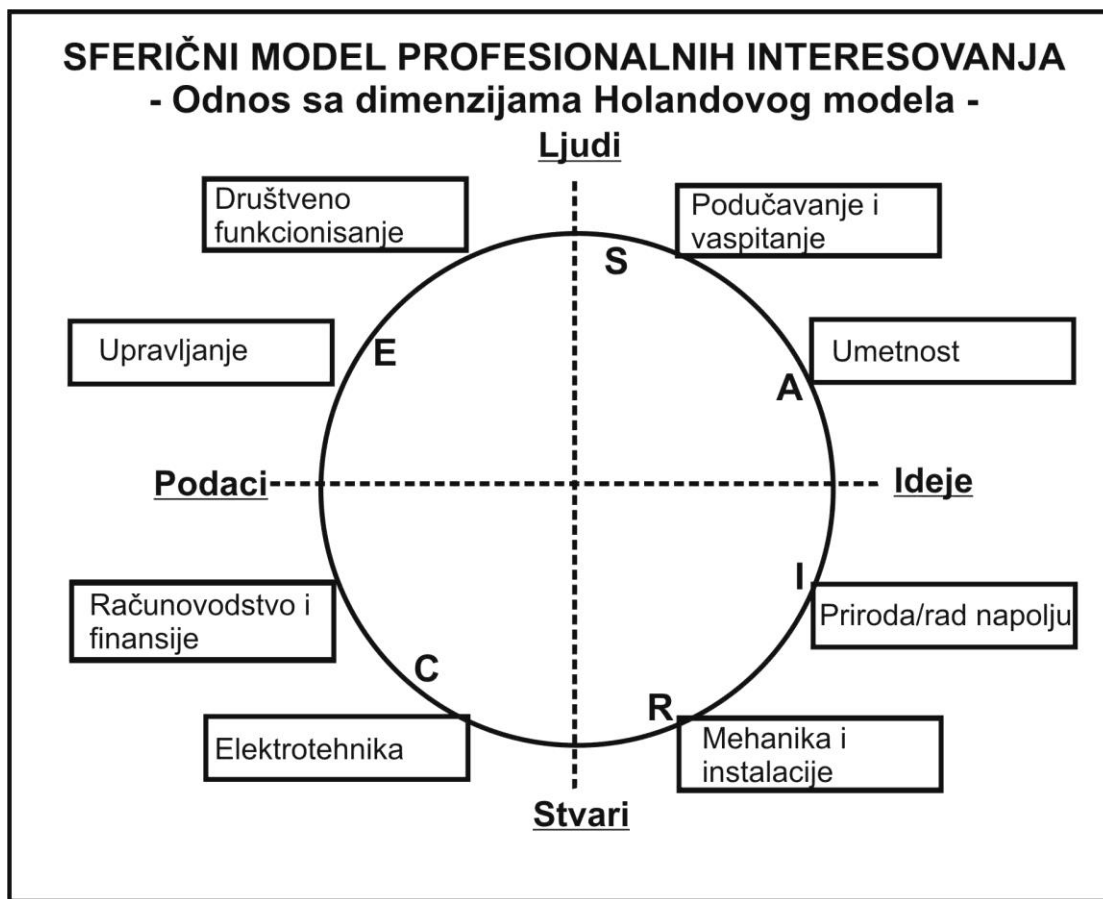 SFERIČNI MODEL PROFESIONALNIH INTERESOVANJA
- Odnos sa dimenzijama Holandovog modela -
Ljudi
Društveno
funkcionisanje
Podučavanje i
vaspitanje
S
Upravljanje
E
Umetnost
A
Podaci
Ideje
I
Računovodstvo i
finansije
Priroda/rad napolju
C
R
Elektrotehnika
Mehanika i
instalacije
Stvari